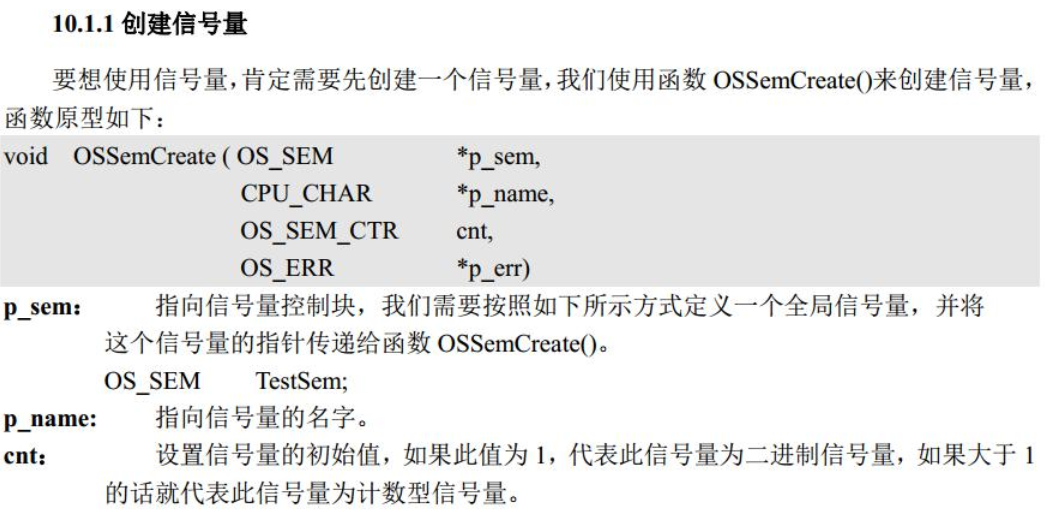 10.1.1 创建信号量
要想使用信号量，肯定需要先创建一个信号量，我们使用函数 OSSemCreate()来创建信号量，
函数原型如下：
void OSSemCreate ( OS_SEM *p_sem,
CPU_CHAR *p_name,
OS_SEM_CTR cnt,
OS_ERR *p_err)
p_sem： 指向信号量控制块，我们需要按照如下所示方式定义一个全局信号量，并将
这个信号量的指针传递给函数 OSSemCreate()。
OS_SEM TestSem;
p_name: 指向信号量的名字。
cnt： 设置信号量的初始值，如果此值为 1，代表此信号量为二进制信号量，如果大于 1
的话就代表此信号量为计数型信号量。